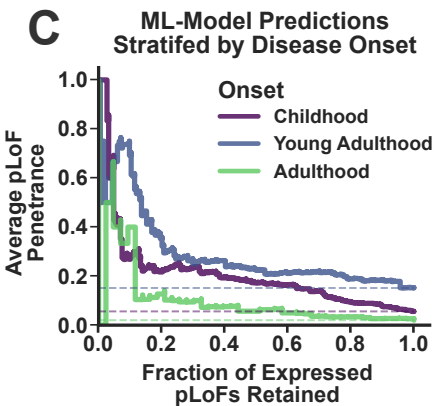 C
ML-Model Predictions
Stratifed by Disease Onset
Onset
Childhood
Young Adulthood
Adulthood
Average pLoF
Penetrance
1.0
0.8
0.6
0.4
0.2
0.0
0.0 0.2 0.4 0.6 0.8 1.0
Fraction of Expressed
pLoFs Retained